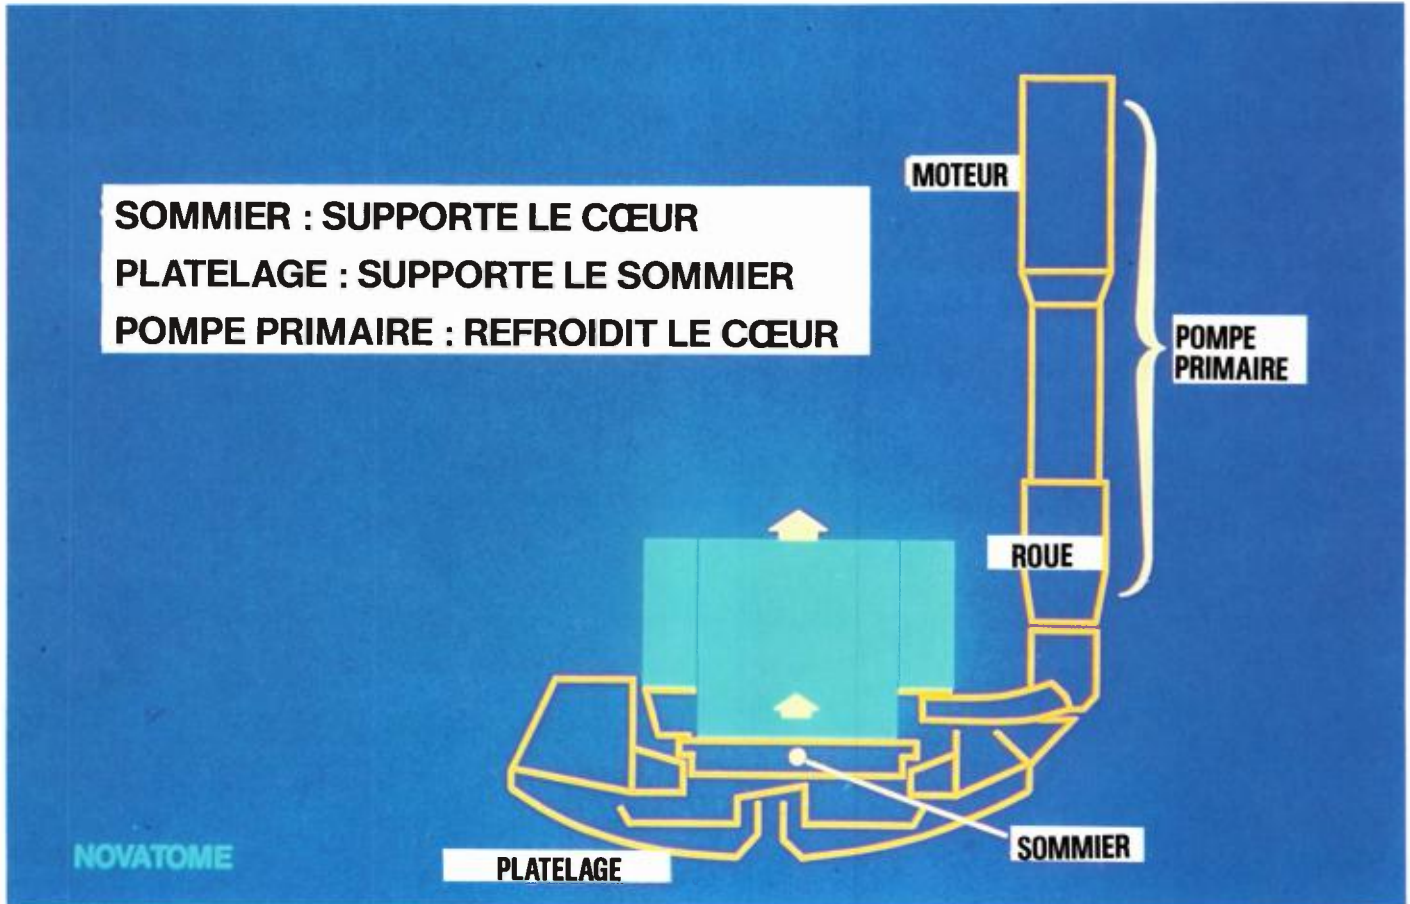 MOTEUR
SOMMIER : SUPPORTE LE CŒUR
PLATELAGE : SUPPORTE LE SOMMIER
POMPE PRIMAIRE : REFROIDIT LE CŒUR
POMPE
PRIMAIRE
ROUE
SOMMIER
PLATELAGE
NOVATOME